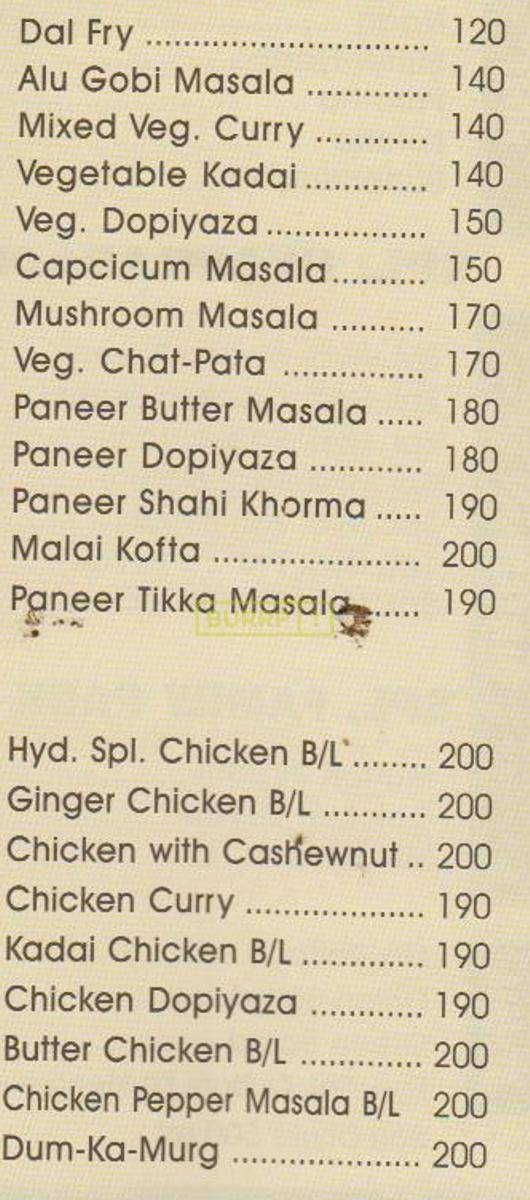 Dal Fry .............................. 120
Alu Gobi Masala ............. 140
Mixed Veg. Curry ............ 140
Vegetable Kadai ............. 140
Veg. Dopiyaza ................. 150
Capcicum Masala .......... 150
Mushroom Masala .......... 170
Veg. Chat-Pata ............... 170
Paneer Butter Masala ..... 180
Paneer Dopiyaza ............ 180
Paneer Shahi Khorma ..... 190
Malai Kofta ...................... 200
Paneer Tikka Masala ...... 190
BURRP !
Hyd. Spl. Chicken B/L ........ 200
Ginger Chicken B/L ........... 200
Chicken with Cashewnut .. 200
Chicken Curry ................... 190
Kadai Chicken B/L ............. 190
Chicken Dopiyaza ............ 190
Butter Chicken B/L ............. 200
Chicken Pepper Masala B/L 200
Dum-Ka-Murg .................... 200